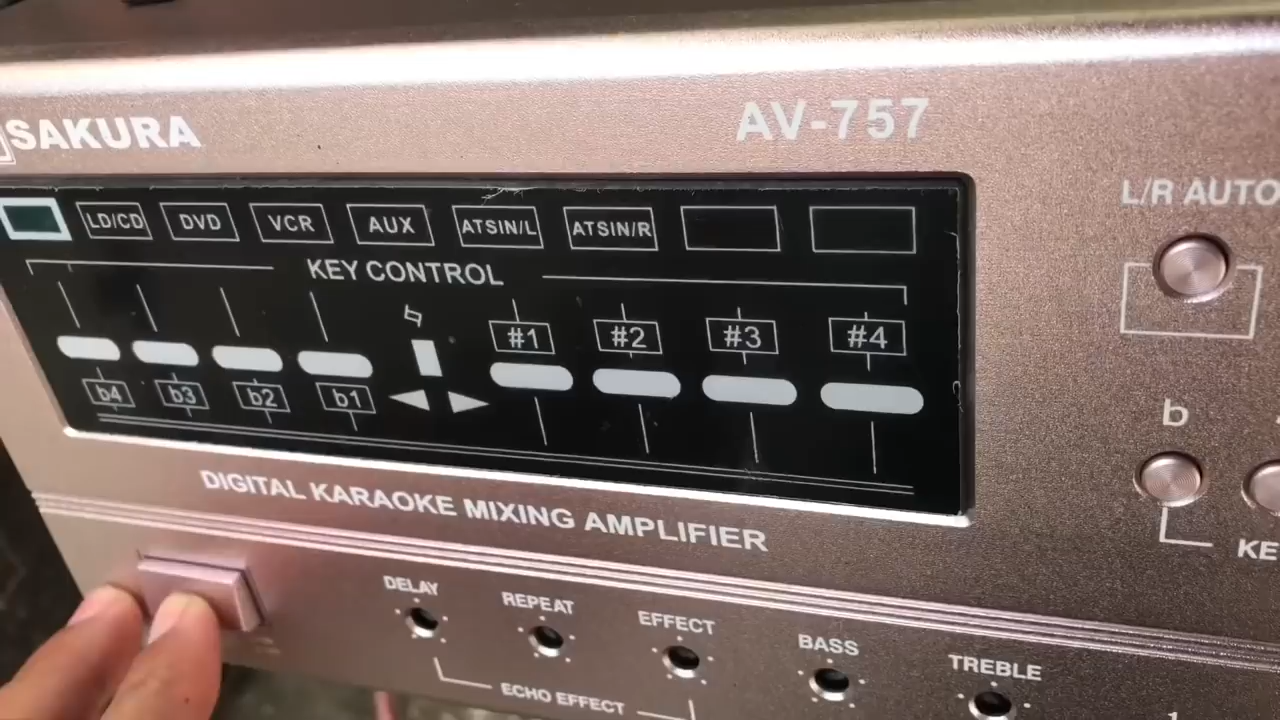 SAKURA
AV-757
L/R AUTO
LD/CD DVD VCR AUX ATSIN/L ATSIN/R
KEY CONTROL
#1 #2 #3 #4
b4 b3 b2 b1
b
DIGITAL KARAOKE MIXING AMPLIFIER
KE
DELAY REPEAT EFFECT BASS TREBLE
ECHO EFFECT